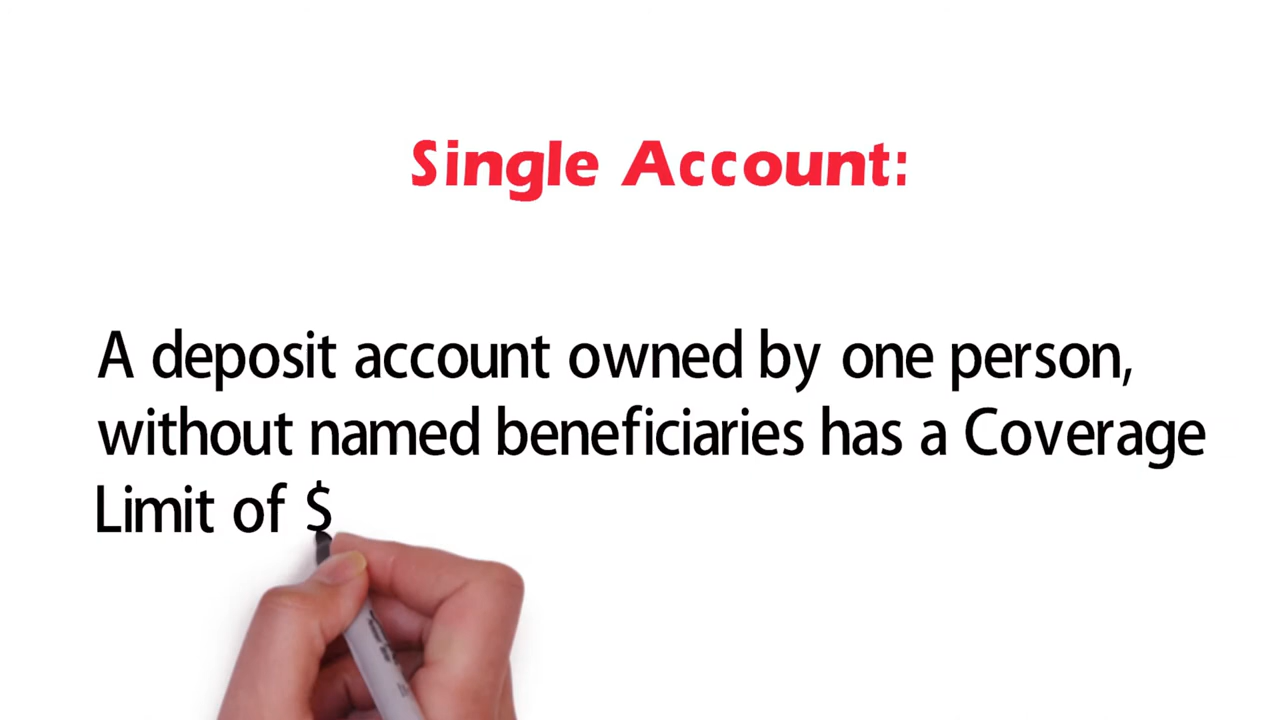 Single Account:
A deposit account owned by one person,
without named beneficiaries has a Coverage
Limit of $